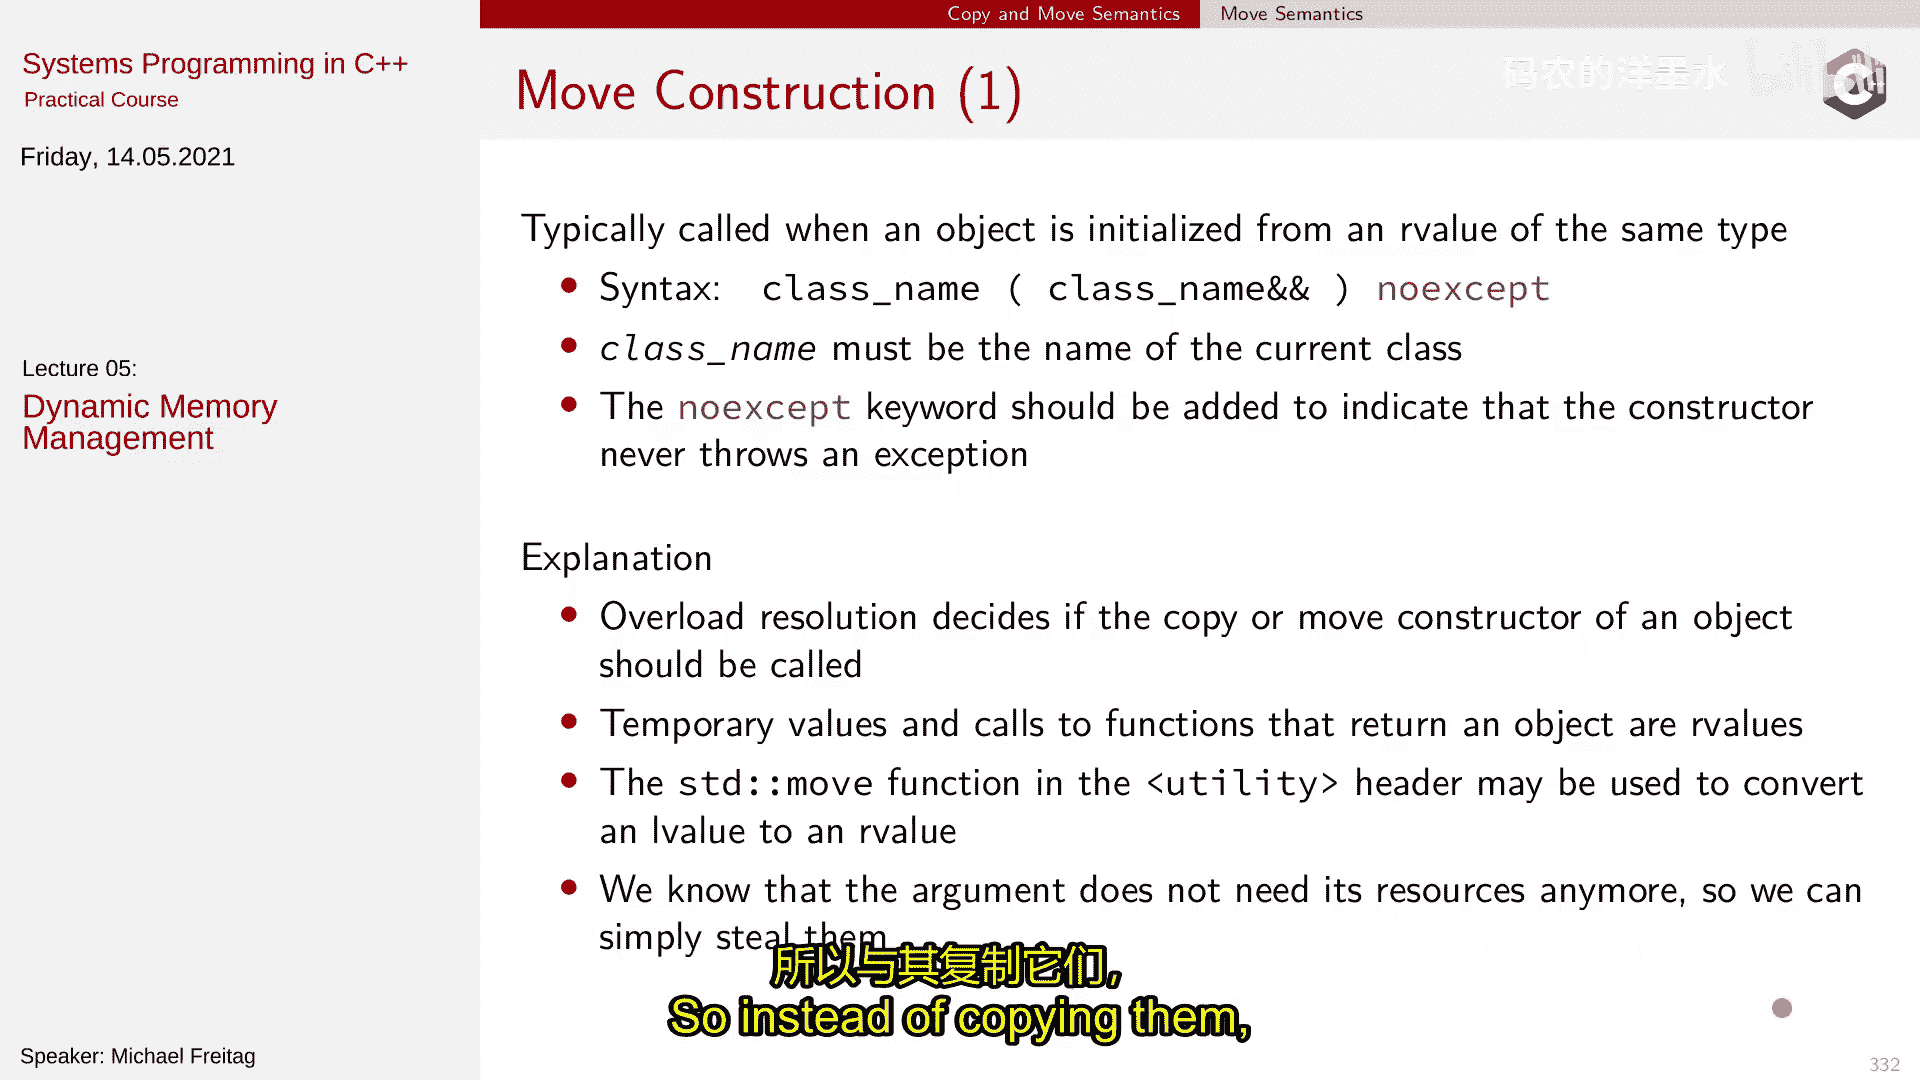 Copy and Move Semantics Move Semantics
Systems Programming in C++
Practical Course
Friday, 14.05.2021
Lecture 05:
Dynamic Memory
Management
Speaker: Michael Freitag
Move Construction (1)
码农的洋墨水
Typically called when an object is initialized from an rvalue of the same type
• Syntax: class_name ( class_name&& ) noexcept
• class_name must be the name of the current class
• The noexcept keyword should be added to indicate that the constructor
never throws an exception
Explanation
• Overload resolution decides if the copy or move constructor of an object
should be called
• Temporary values and calls to functions that return an object are rvalues
• The std::move function in the <utility> header may be used to convert
an lvalue to an rvalue
• We know that the argument does not need its resources anymore, so we can
simply steal them
所以与其复制它们,
So instead of copying them,
332